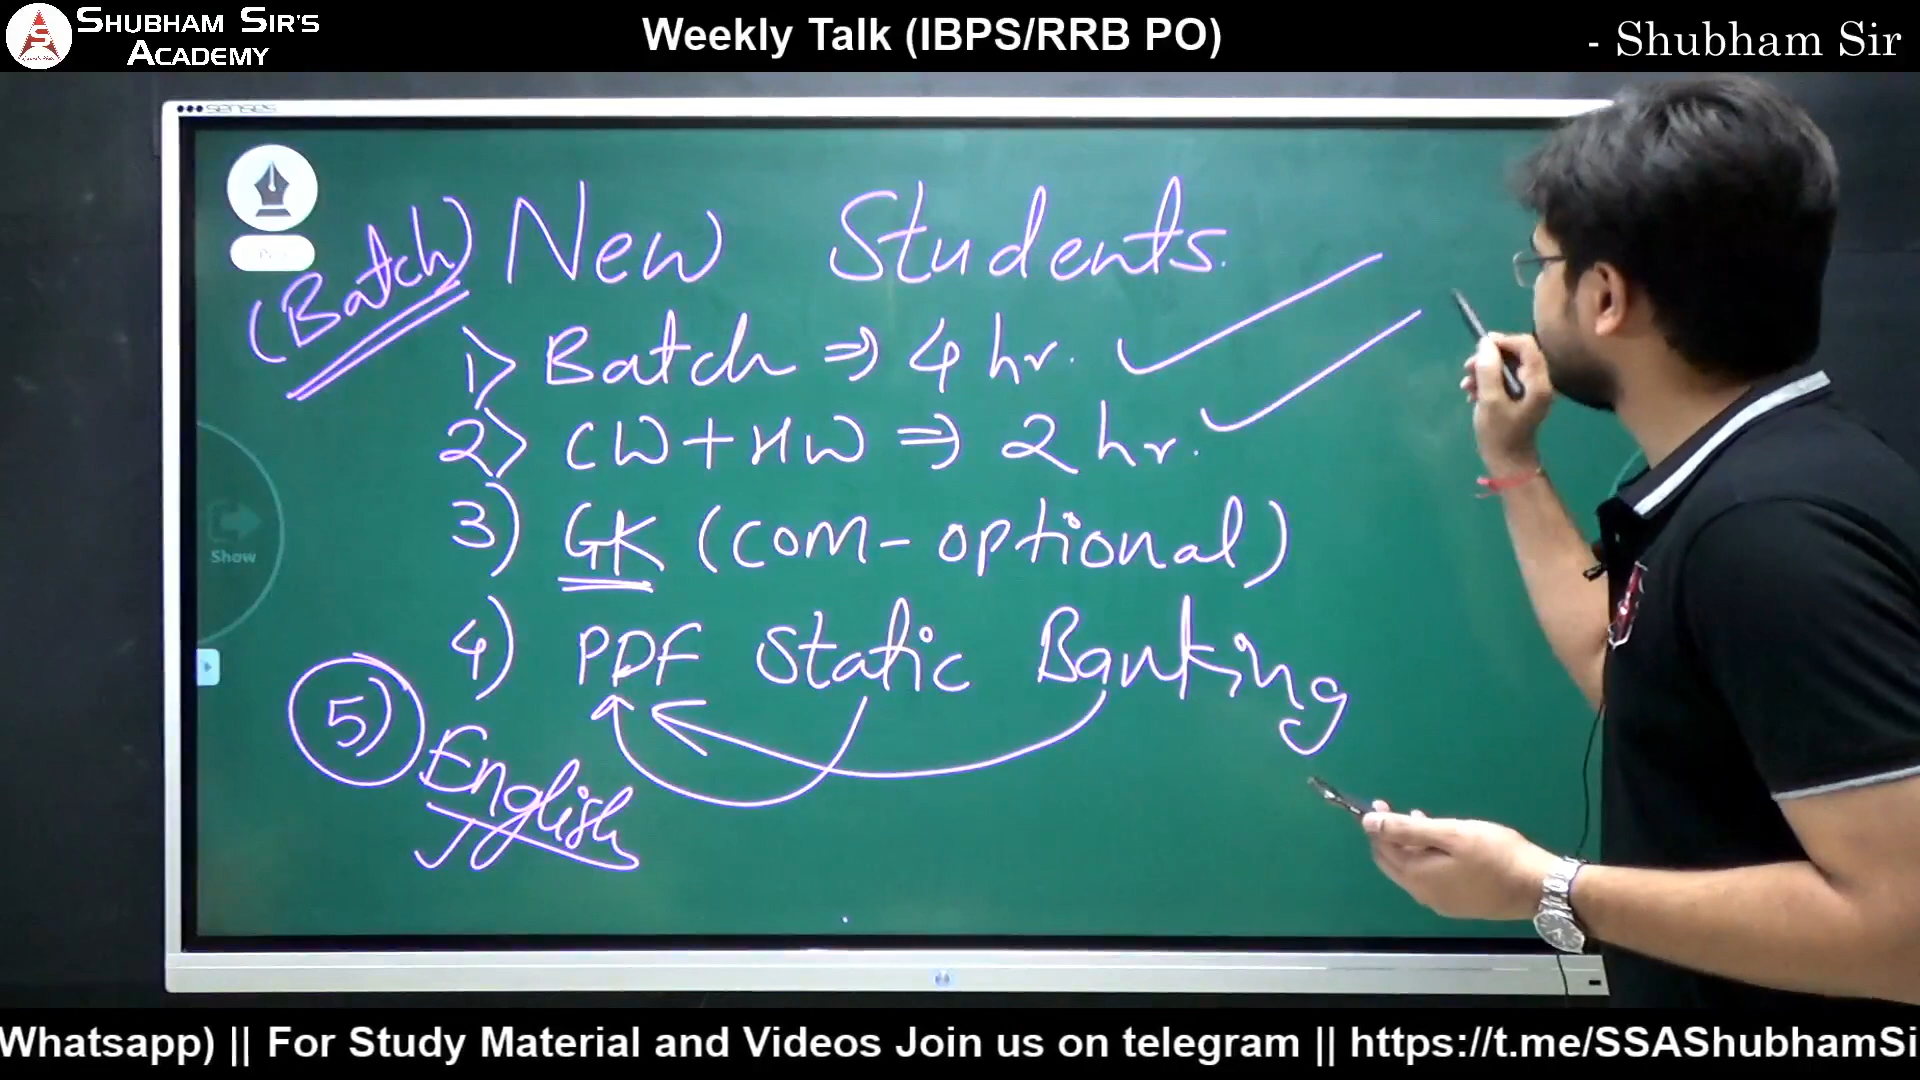 SHUBHAM SIR'S
ACADEMY
Weekly Talk (IBPS/RRB PO)
- Shubham Sir
(Batch) New Students.
1> Batch ⇒ 4 hr.
2> CW+HW ⇒ 2 hr.
3) GK (com-optional)
4) PDF Static Banking
5) English
Show
Whatsapp) || For Study Material and Videos Join us on telegram || https://t.me/SSAShubhamSi